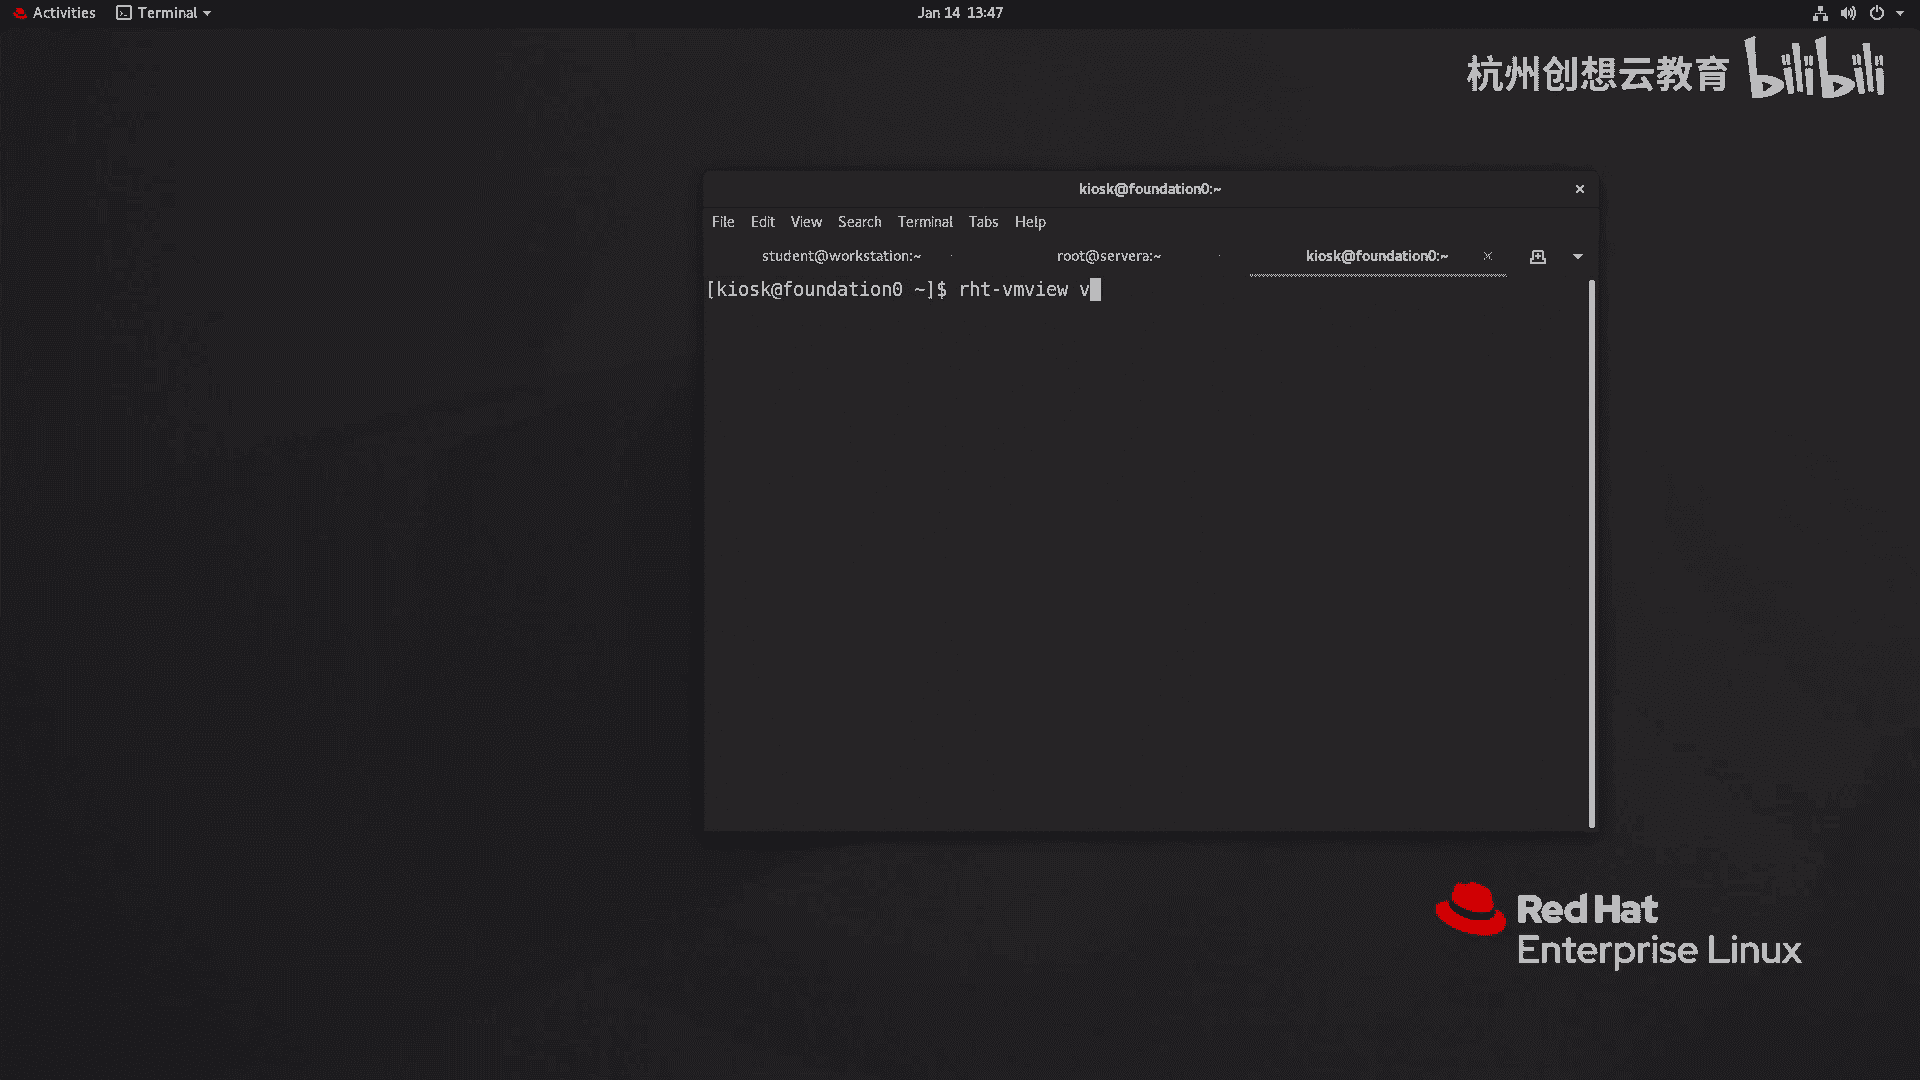 Activities Terminal Jan 14 13:47
杭州创想云教育 bilibili
kiosk@foundation0:~
File Edit View Search Terminal Tabs Help
student@workstation:~ root@servera:~ kiosk@foundation0:~
[kiosk@foundation0 ~]$ rht-vmview v
Red Hat
Enterprise Linux